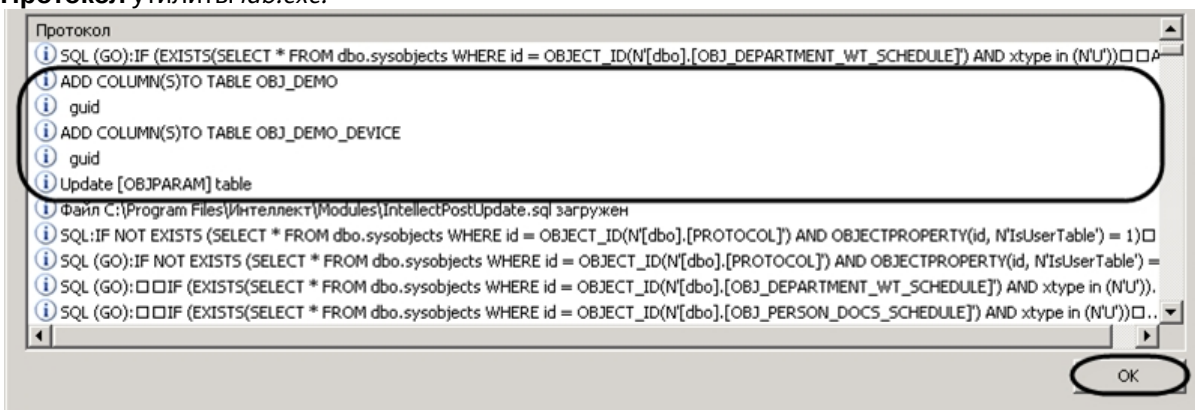 Протокол утилиты idb.exe.
Протокол
SQL (GO):IF (EXISTS(SELECT * FROM dbo.sysobjects WHERE id = OBJECT_ID(N'[dbo].[OBJ_DEPARTMENT_WT_SCHEDULE]') AND xtype in (N'U'))□□A
ADD COLUMN(S)TO TABLE OBJ_DEMO
guid
ADD COLUMN(S)TO TABLE OBJ_DEMO_DEVICE
guid
Update [OBJPARAM] table
Файл C:\Program Files\Интеллект\Modules\IntellectPostUpdate.sql загружен
SQL:IF NOT EXISTS (SELECT * FROM dbo.sysobjects WHERE id = OBJECT_ID(N'[dbo].[PROTOCOL]') AND OBJECTPROPERTY(id, N'IsUserTable') = 1)□
SQL (GO):IF NOT EXISTS (SELECT * FROM dbo.sysobjects WHERE id = OBJECT_ID(N'[dbo].[PROTOCOL]') AND OBJECTPROPERTY(id, N'IsUserTable') =
SQL (GO):□□IF (EXISTS(SELECT * FROM dbo.sysobjects WHERE id = OBJECT_ID(N'[dbo].[OBJ_DEPARTMENT_WT_SCHEDULE]') AND xtype in (N'U')).
SQL (GO):□□IF (EXISTS(SELECT * FROM dbo.sysobjects WHERE id = OBJECT_ID(N'[dbo].[OBJ_PERSON_DOCS_SCHEDULE]') AND xtype in (N'U'))□..
OK